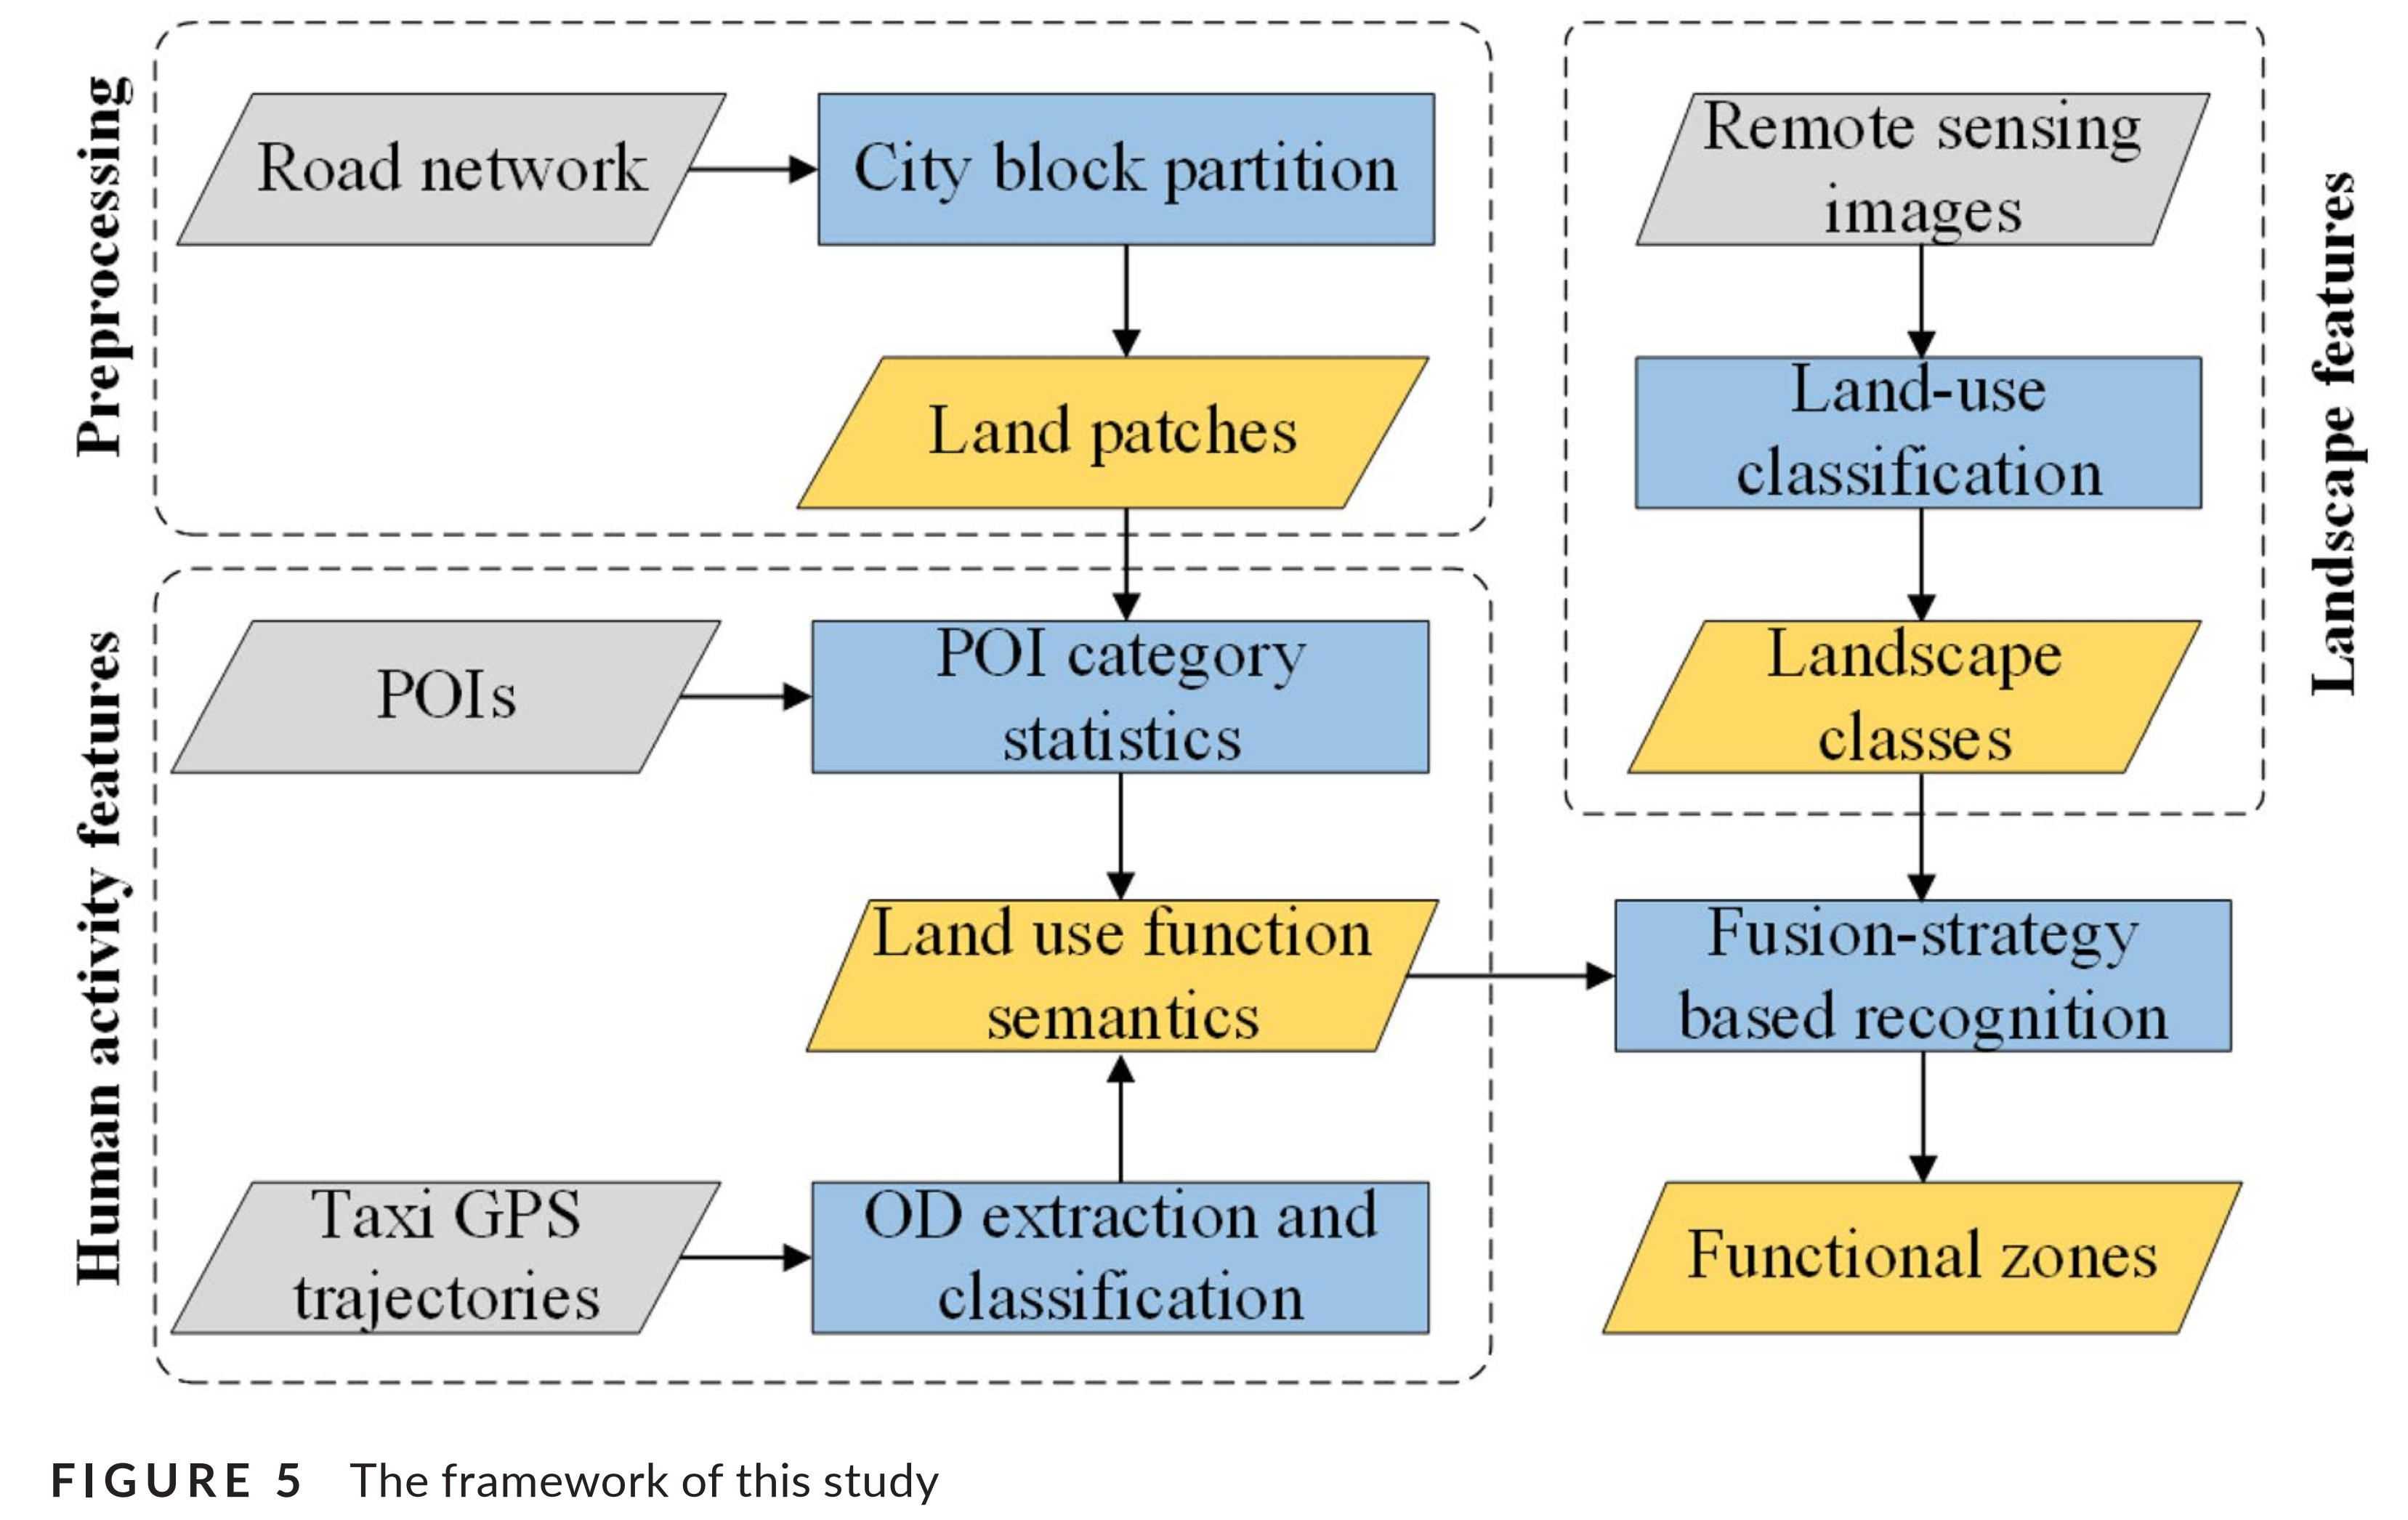 Preprocessing
Road network
City block partition
Land patches
Human activity features
POIs
POI category
statistics
Land use function
semantics
Taxi GPS
trajectories
OD extraction and
classification
Landscape features
Remote sensing
images
Land-use
classification
Landscape
classes
Fusion-strategy
based recognition
Functional zones
FIGURE 5 The framework of this study